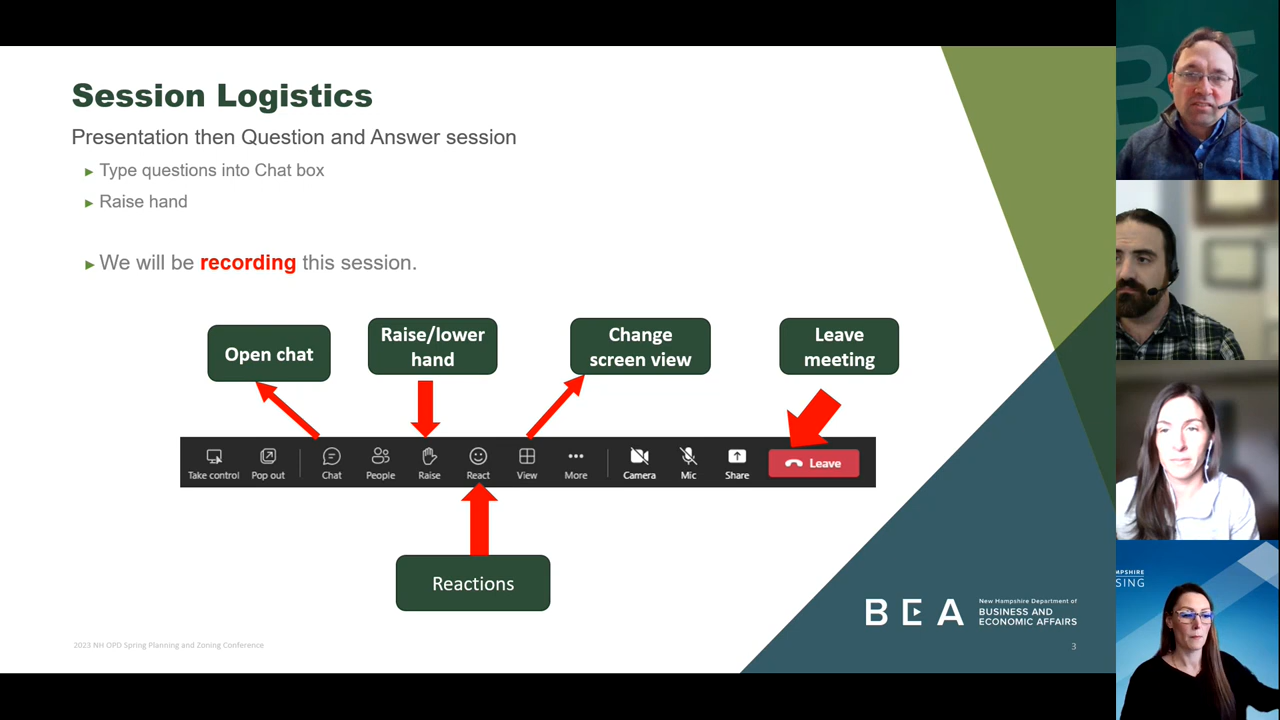 Session Logistics
Presentation then Question and Answer session
Type questions into Chat box
Raise hand
We will be recording this session.
Open chat
Raise/lower
hand
Change
screen view
Leave
meeting
Take control
Pop out
Chat
People
Raise
React
View
More
Camera
Mic
Share
Leave
Reactions
BEA
New Hampshire Department of
BUSINESS AND
ECONOMIC AFFAIRS
2023 NH OPD Spring Planning and Zoning Conference
3
BE
MPSHIRE
SING